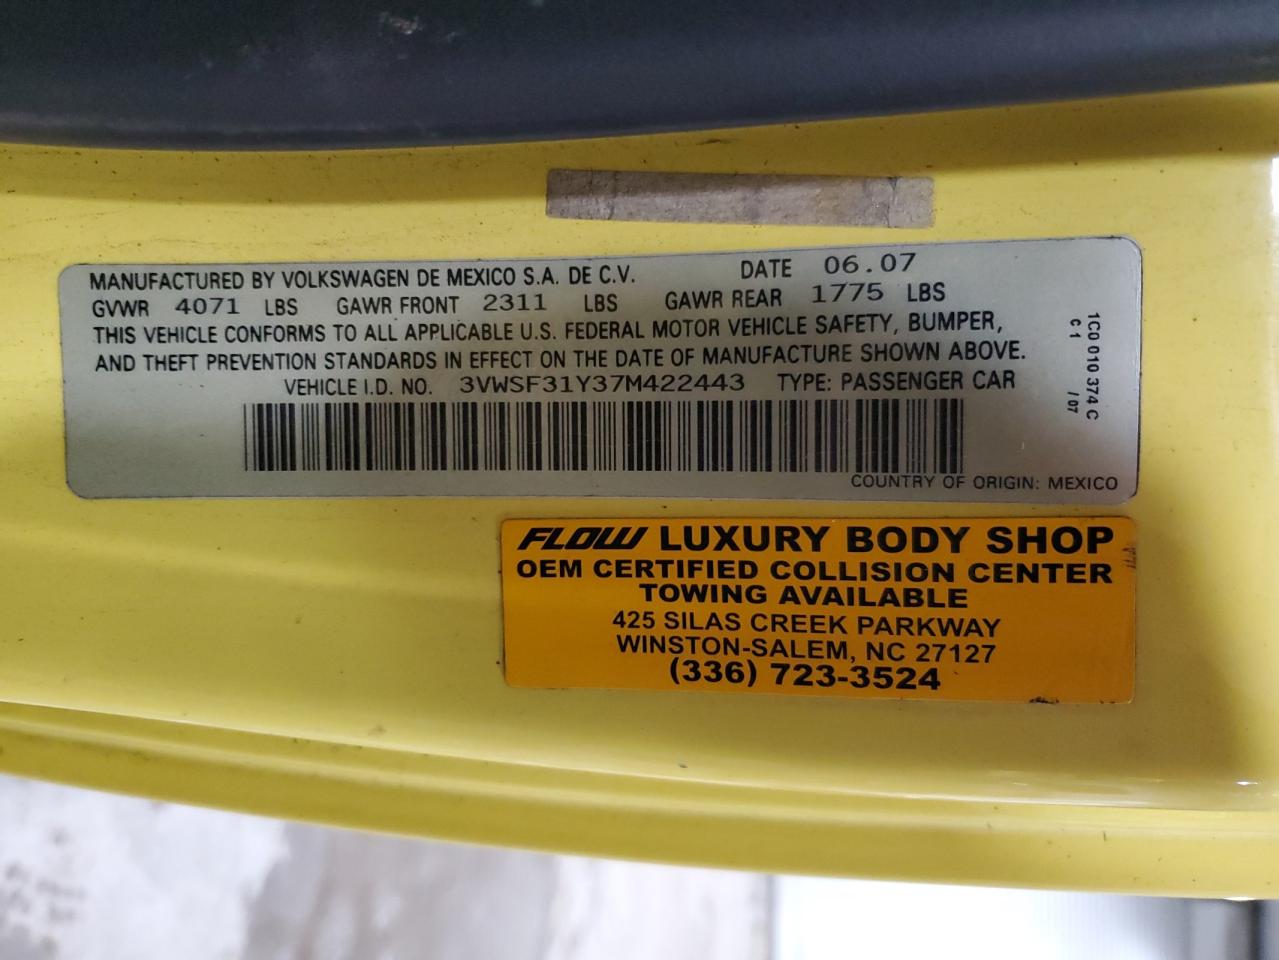 MANUFACTURED BY VOLKSWAGEN DE MEXICO S.A. DE C.V. DATE 06.07
GVWR 4071 LBS GAWR FRONT 2311 LBS GAWR REAR 1775 LBS
THIS VEHICLE CONFORMS TO ALL APPLICABLE U.S. FEDERAL MOTOR VEHICLE SAFETY, BUMPER,
AND THEFT PREVENTION STANDARDS IN EFFECT ON THE DATE OF MANUFACTURE SHOWN ABOVE.
VEHICLE I.D. NO. 3VWSF31Y37M422443 TYPE: PASSENGER CAR
COUNTRY OF ORIGIN: MEXICO
1C0 010 374 C
C 1 / 07
FLOW LUXURY BODY SHOP
OEM CERTIFIED COLLISION CENTER
TOWING AVAILABLE
425 SILAS CREEK PARKWAY
WINSTON-SALEM, NC 27127
(336) 723-3524